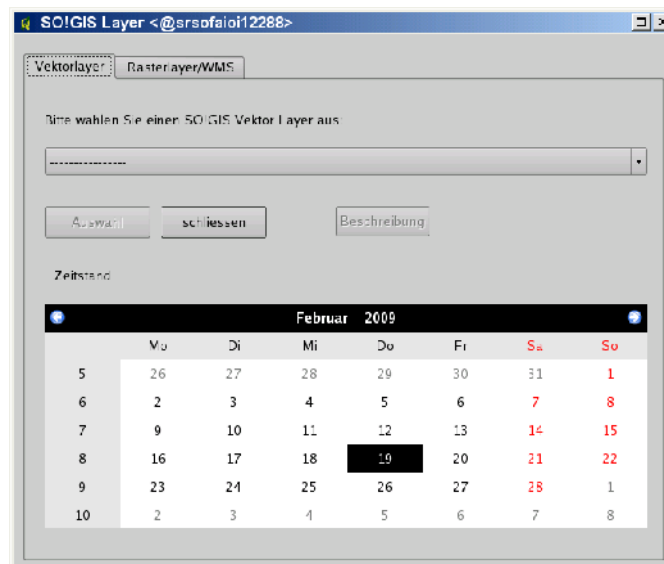 SO!GIS Layer <@srsofaioi12288>
Vektorlayer Rasterlayer/WMS
Bitte wählen Sie einen SO!GIS Vektor Layer aus
----------------
Auswahl schliessen Beschreibung
Zeitstand
Februar 2009
Mo Di Mi Do Fr Sa So
5 26 27 28 29 30 31 1
6 2 3 4 5 6 7 8
7 9 10 11 12 13 14 15
8 16 17 18 19 20 21 22
9 23 24 25 26 27 28 1
10 2 3 4 5 6 7 8